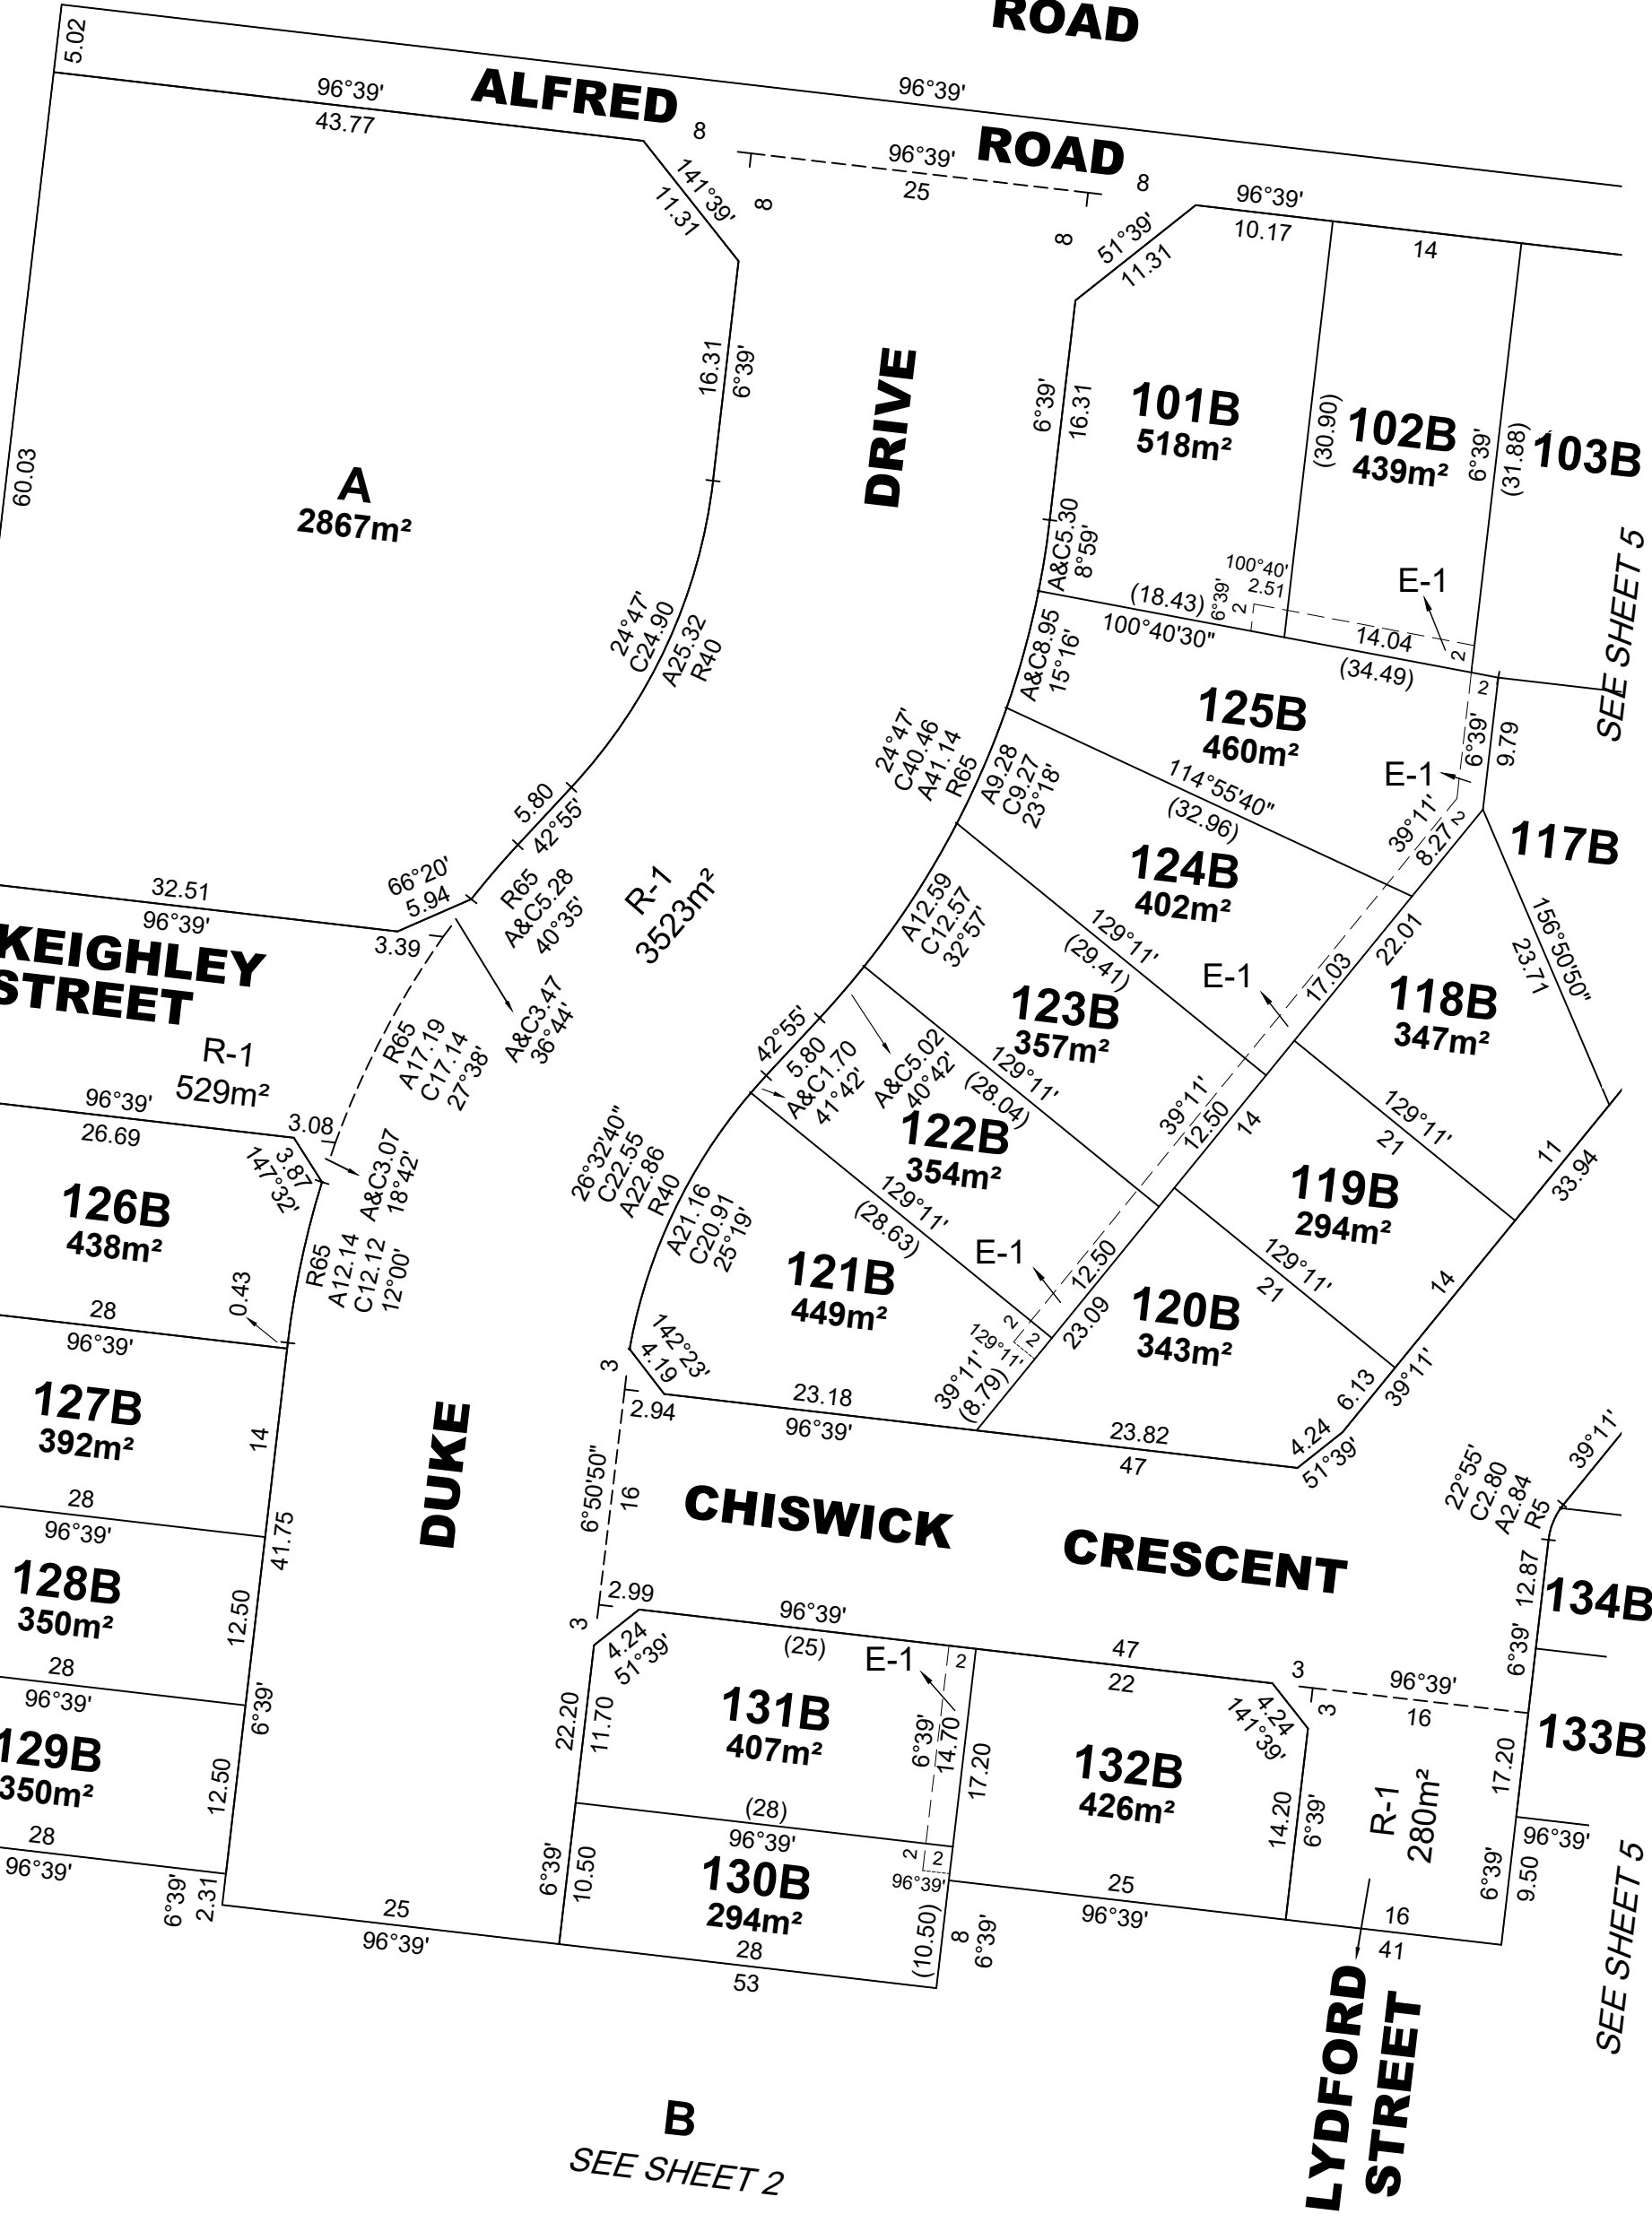 ROAD
5.02
96°39'
43.77
ALFRED
8
96°39'
ROAD
96°39'
25
8
8
8
141°39'
11.31
51°39'
11.31
96°39'
10.17
14
60.03
A
2867m²
16.31
6°39'
DRIVE
6°39'
16.31
101B
518m²
(30.90)
102B
439m²
6°39'
(31.88)
103B
SEE SHEET 5
A&C5.30
8°59'
24°47'
C24.90
A25.32
R40
(18.43)
100°40'30"
6°39'
2
100°40'
2.51
E-1
14.04
(34.49)
2
2
A&C8.95
15°16'
125B
460m²
6°39'
9.79
24°47'
C40.46
A41.14
R65
A9.28
C9.27
23°18'
114°55'40"
(32.96)
E-1
39°11'
2
8.27
117B
5.80
42°55'
124B
402m²
66°20'
5.94
32.51
96°39'
3.39
R65
A&C5.28
40°35'
R-1
3523m²
A12.59
C12.57
32°57'
129°11'
(29.41)
E-1
22.01
17.03
156°50'50"
23.71
KEIGHLEY
STREET
118B
347m²
123B
357m²
R-1
529m²
R65
A17.19
C17.14
27°38'
A&C3.47
36°44'
42°55'
5.80
A&C1.70
41°42'
A&C5.02
40°42'
129°11'
(28.04)
39°11'
12.50
14
129°11'
21
11
33.94
96°39'
26.69
3.08
3.87
147°32'
122B
354m²
126B
438m²
A&C3.07
18°42'
26°32'40"
C22.55
A22.86
R40
A21.16
C20.91
25°19'
129°11'
(28.63)
119B
294m²
R65
A12.14
C12.12
12°00'
0.43
28
96°39'
121B
449m²
E-1
12.50
129°11'
21
14
120B
343m²
142°23'
4.19
3
2
2
129°11'
23.09
39°11'
(8.79)
127B
392m²
14
DUKE
2.94
23.18
96°39'
23.82
47
6.13
39°11'
4.24
51°39'
39°11'
28
96°39'
6°50'50"
16
CHISWICK
CRESCENT
22°55'
C2.80
A2.84
R5
128B
350m²
41.75
12.50
2.99
3
96°39'
(25)
12.87
134B
4.24
51°39'
E-1
2
47
22
6°39'
28
96°39'
6°39'
3
96°39'
16
3
4.24
141°39'
129B
350m²
12.50
22.20
11.70
131B
407m²
6°39'
14.70
17.20
132B
426m²
14.20
6°39'
R-1
280m²
17.20
133B
28
96°39'
(28)
96°39'
2
2
96°39'
96°39'
9.50
6°39'
6°39'
2.31
6°39'
10.50
130B
294m²
25
96°39'
SEE SHEET 5
25
96°39'
28
53
(10.50)
8
6°39'
16
41
LYDFORD
STREET
B
SEE SHEET 2